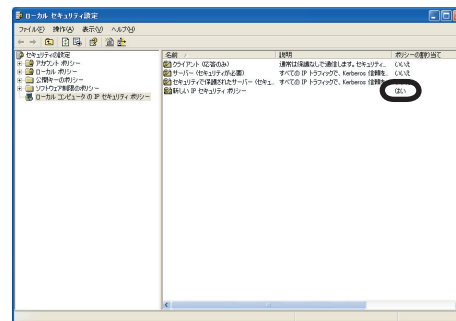 ローカル セキュリティ設定
ファイル(F) 操作(A) 表示(V) ヘルプ(H)
セキュリティの設定
アカウント ポリシー
ローカル ポリシー
公開キーのポリシー
ソフトウェア制限のポリシー
ローカル コンピュータの IP セキュリティ ポリシー
名前 説明 ポリシーの割り当て
クライアント (応答のみ) 通常は保護なしで通信します。セキュリティ... いいえ
サーバー (セキュリティが必要) すべての IP トラフィックで、Kerberos 信頼を... いいえ
セキュリティで保護されたサーバー (セキュ... すべての IP トラフィックで、Kerberos 信頼を...
新しい IP セキュリティ ポリシー はい